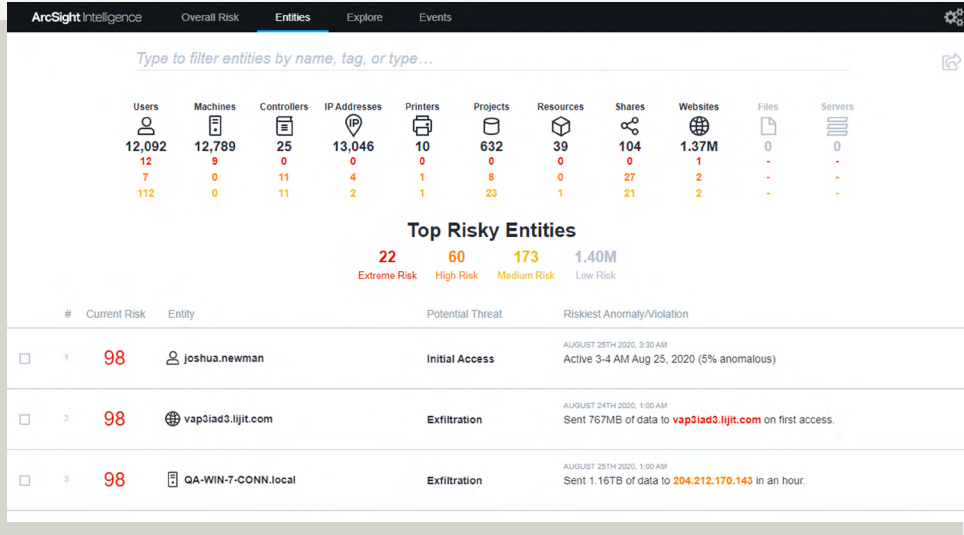 ArcSight Intelligence Overall Risk Entities Explore Events
Type to filter entities by name, tag, or type...
Users Machines Controllers IP Addresses Printers Projects Resources Shares Websites Files Servers
IP
12,092 12,789 25 13,046 10 632 39 104 1.37M 0 0
12 9 0 0 0 0 0 0 1 - -
7 0 11 4 1 8 0 27 2 - -
112 0 11 2 1 23 1 21 2 - -
Top Risky Entities
22 60 173 1.40M
Extreme Risk High Risk Medium Risk Low Risk
# Current Risk Entity Potential Threat Riskiest Anomaly/Violation
AUGUST 25TH 2020, 3:30 AM
1 98 joshua.newman Initial Access Active 3-4 AM Aug 25, 2020 (5% anomalous)
AUGUST 24TH 2020, 1:00 AM
2 98 vap3iad3.lijit.com Exfiltration Sent 767MB of data to vap3iad3.lijit.com on first access.
AUGUST 25TH 2020, 1:00 AM
3 98 QA-WIN-7-CONN.local Exfiltration Sent 1.16TB of data to 204.212.170.143 in an hour.